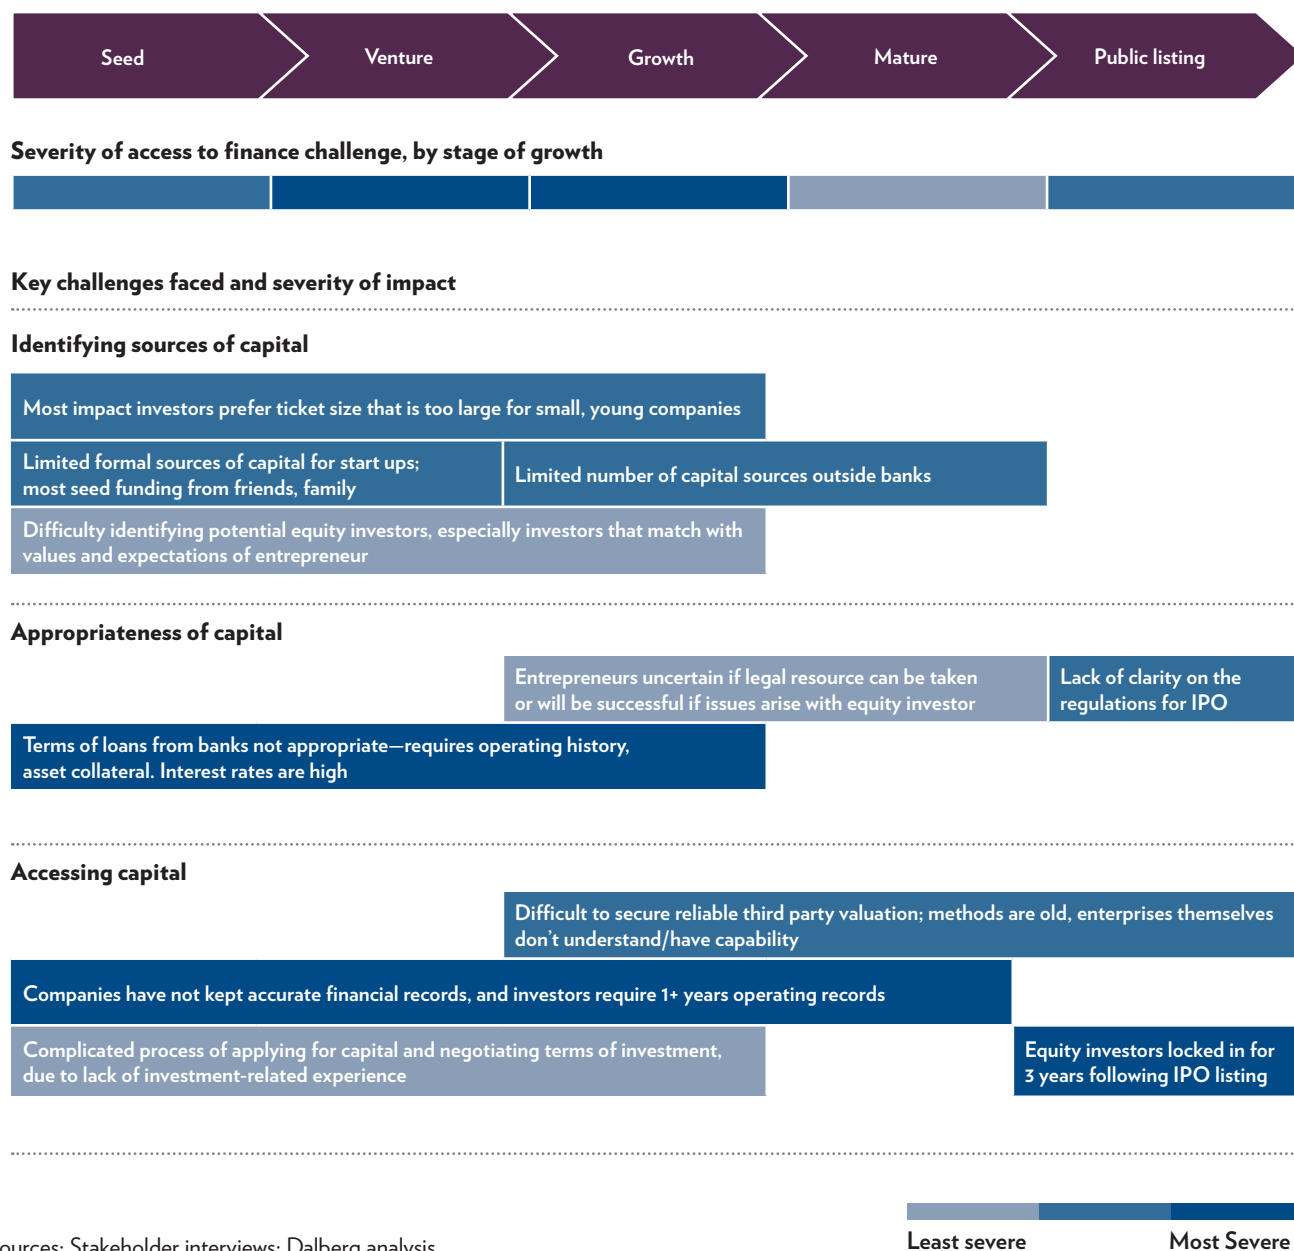 Seed
Venture
Growth
Mature
Public listing
Severity of access to finance challenge, by stage of growth
Key challenges faced and severity of impact
Identifying sources of capital
Most impact investors prefer ticket size that is too large for small, young companies
Limited formal sources of capital for start ups;
most seed funding from friends, family
Limited number of capital sources outside banks
Difficulty identifying potential equity investors, especially investors that match with
values and expectations of entrepreneur
Appropriateness of capital
Entrepreneurs uncertain if legal resource can be taken
or will be successful if issues arise with equity investor
Lack of clarity on the
regulations for IPO
Terms of loans from banks not appropriate—requires operating history,
asset collateral. Interest rates are high
Accessing capital
Difficult to secure reliable third party valuation; methods are old, enterprises themselves
don't understand/have capability
Companies have not kept accurate financial records, and investors require 1+ years operating records
Complicated process of applying for capital and negotiating terms of investment,
due to lack of investment-related experience
Equity investors locked in for
3 years following IPO listing
Least severe
Most Severe
ources: Stakeholder interviews; Dalberg analysis